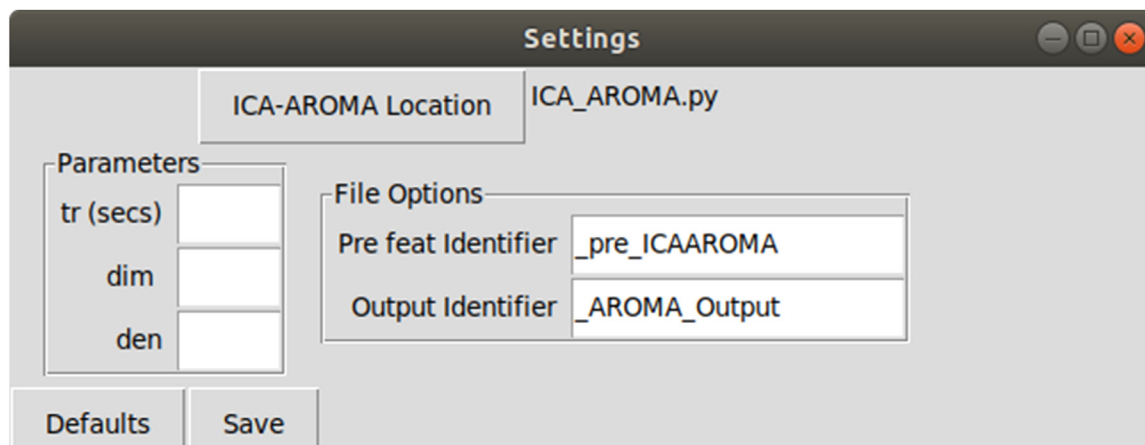 Settings
ICA-AROMA Location ICA_AROMA.py
Parameters
tr (secs)
dim
den
File Options
Pre feat Identifier _pre_ICAAROMA
Output Identifier _AROMA_Output
Defaults Save